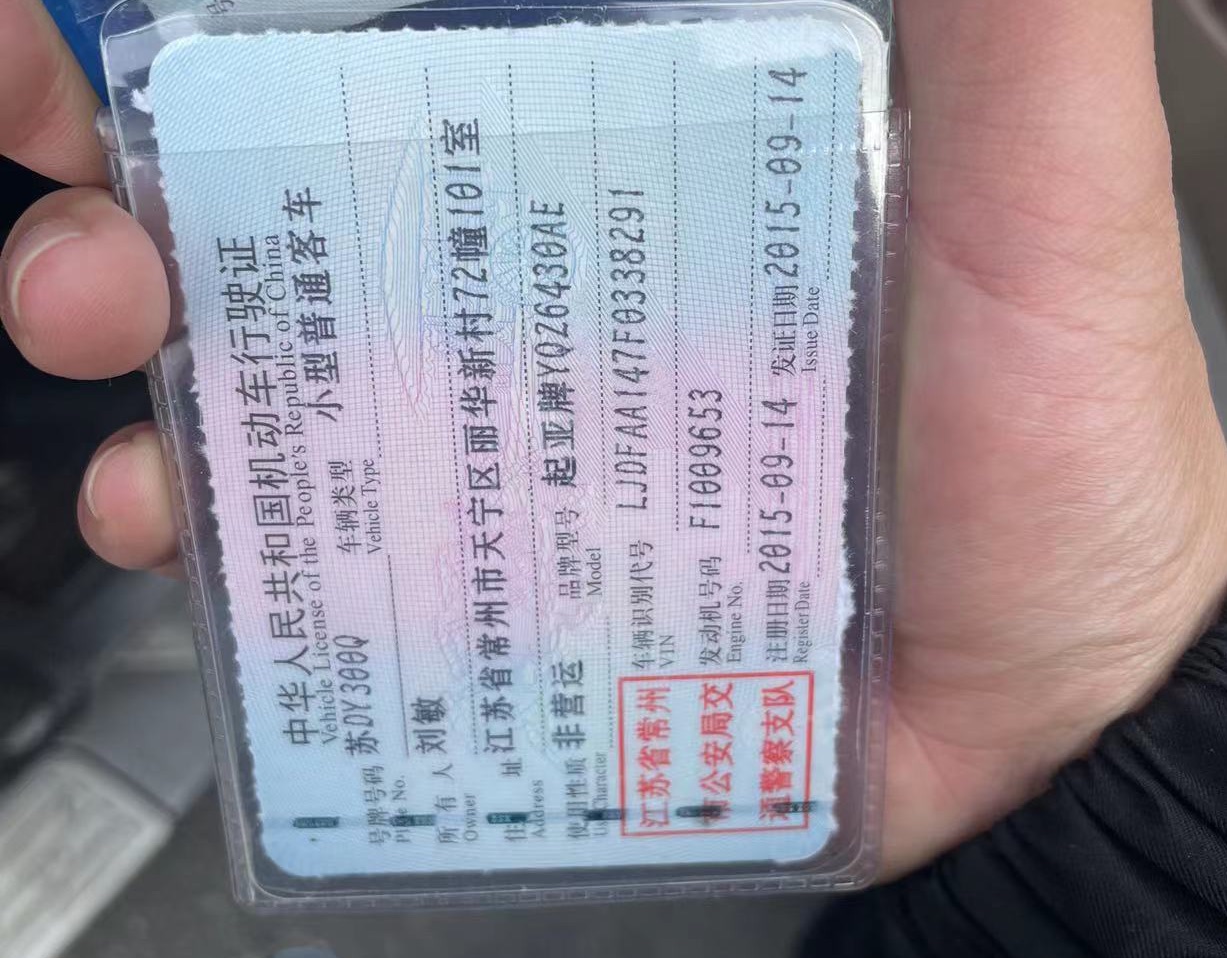 中华人民共和国机动车行驶证
Vehicle License of the People's Republic of China
号牌号码 苏DY300Q 车辆类型 小型普通客车
Plate No. Vehicle Type
所有人 刘敏
Owner
住址 江苏省常州市天宁区丽华新村72幢101室
Address
使用性质 非营运 品牌型号 起亚牌YQZ6430AE
Use Character Model
江苏省常州 车辆识别代号 LJDFAA147F0338291
VIN
市公安局交 发动机号码 F1009653
Engine No.
通警察支队 注册日期 2015-09-14 发证日期 2015-09-14
Register Date Issue Date